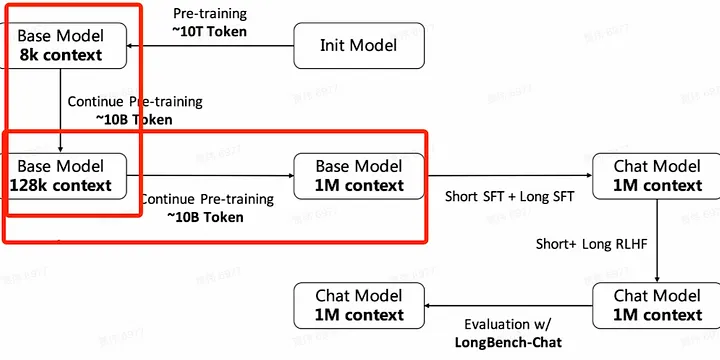 Pre-training
~10T Token
Base Model
8k context
Init Model
Continue Pre-training
~10B Token
Base Model
128k context
Continue Pre-training
~10B Token
Base Model
1M context
Short SFT + Long SFT
Chat Model
1M context
Short+ Long RLHF
Chat Model
1M context
Evaluation w/
LongBench-Chat
Chat Model
1M context